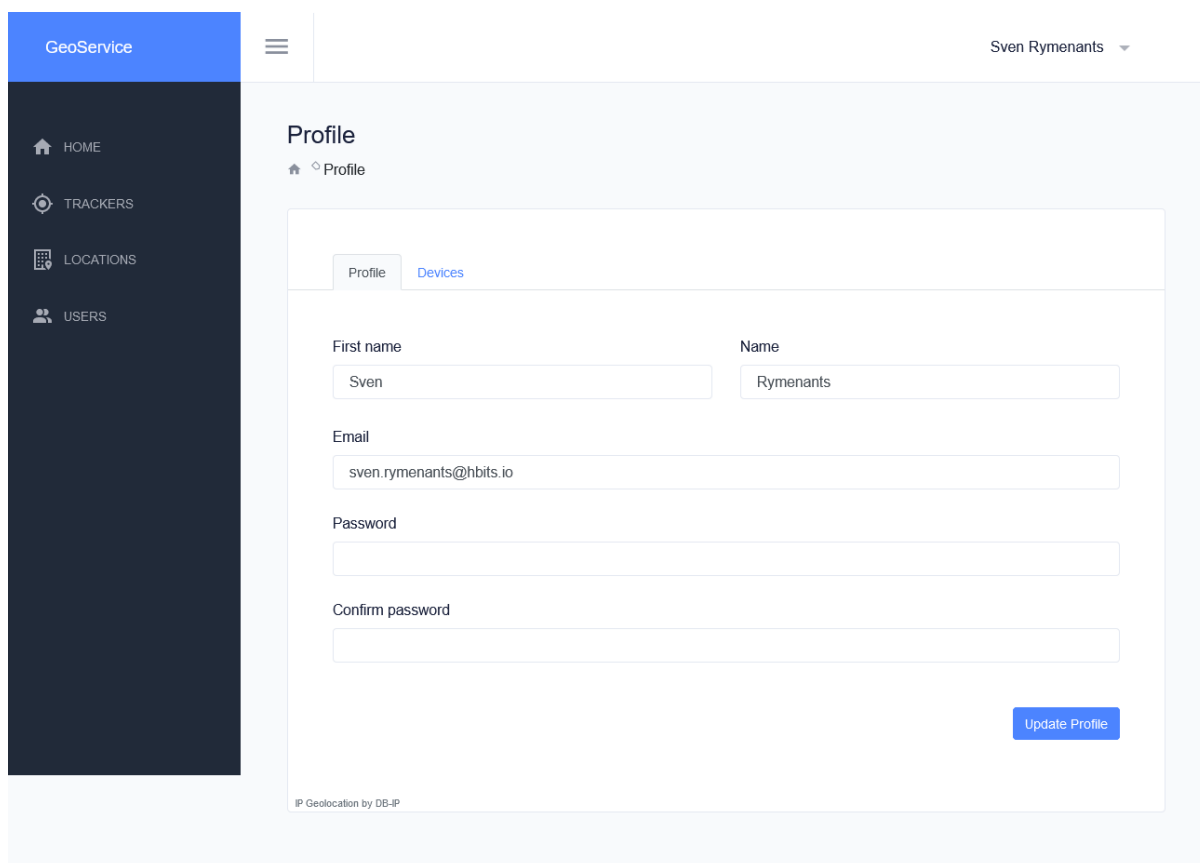 GeoService
Sven Rymenants
HOME
TRACKERS
LOCATIONS
USERS
Profile
Profile
Profile Devices
First name Name
Sven Rymenants
Email
sven.rymenants@hbits.io
Password
Confirm password
Update Profile
IP Geolocation by DB-IP